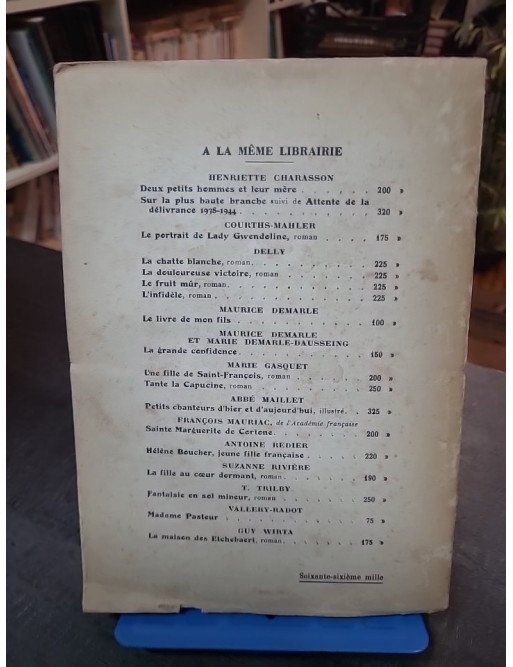 A LA MÊME LIBRAIRIE
HENRIETTE CHARASSON
Deux petits hommes et leur mère . . . . . . . 200 »
Sur la plus haute branche suivi de Attente de la
délivrance 1938-1944 . . . . . . . . . . . 320 »
COURTHS-MAHLER
Le portrait de Lady Gwendoline, roman . . . . . 175 »
DELLY
La chatte blanche, roman . . . . . . . . . . 225 »
La douloureuse victoire, roman . . . . . . . . 225 »
Le fruit mûr, roman . . . . . . . . . . . . 225 »
L'infidèle, roman . . . . . . . . . . . . . 225 »
MAURICE DEMARLE
Le livre de mon fils . . . . . . . . . . . . 100 »
MAURICE DEMARLE
ET MARIE DEMARLE-DAUSSEING
La grande confidence . . . . . . . . . . . 150 »
MARIE GASQUET
Une fille de Saint-François, roman . . . . . . . 200 »
Tante la Capucine, roman . . . . . . . . . . 250 »
ABBÉ MAILLET
Petits chanteurs d'hier et d'aujourd'hui, illustré . . 325 »
FRANÇOIS MAURIAC, de l'Académie française
Sainte Marguerite de Cortone . . . . . . . . . 200 »
ANTOINE REDIER
Hélène Boucher, jeune fille française . . . . . . 220 »
SUZANNE RIVIÈRE
La fille au cœur dormant, roman . . . . . . . 190 »
T. TRILBY
Fantaisie en sol mineur, roman . . . . . . . . 250 »
VALLERY-RADOT
Madame Pasteur . . . . . . . . . . . . . 75 »
GUY WIRTA
La maison des Etchebaert, roman . . . . . . . 175 »
Soixante-sixième mille